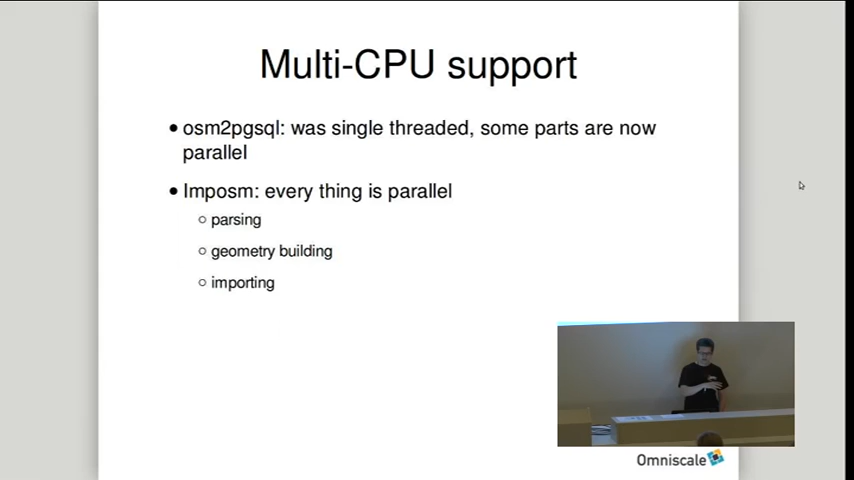 Multi-CPU support
• osm2pgsql: was single threaded, some parts are now
parallel
• Imposm: every thing is parallel
○ parsing
○ geometry building
○ importing
Omniscale